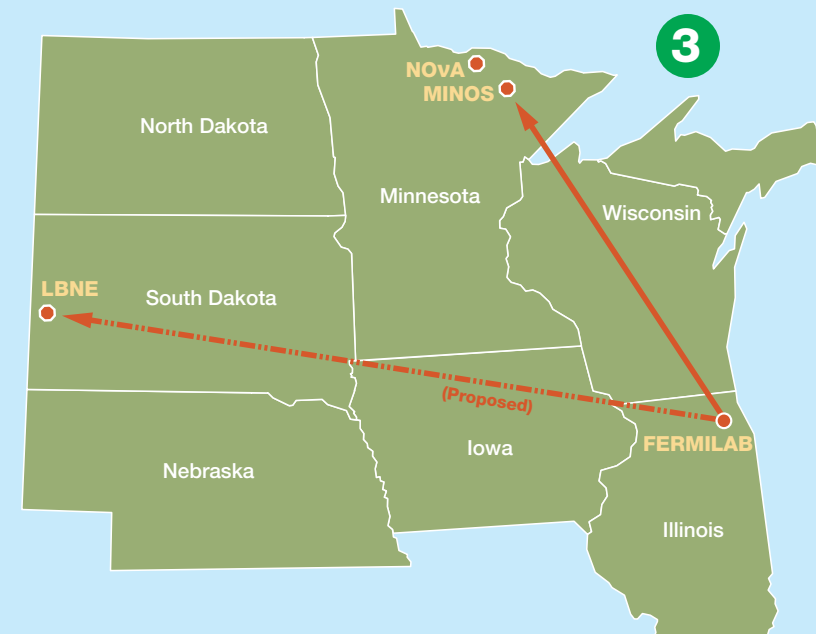 3
NOvA
MINOS
North Dakota
Minnesota
Wisconsin
LBNE
South Dakota
(Proposed)
FERMILAB
Iowa
Nebraska
Illinois